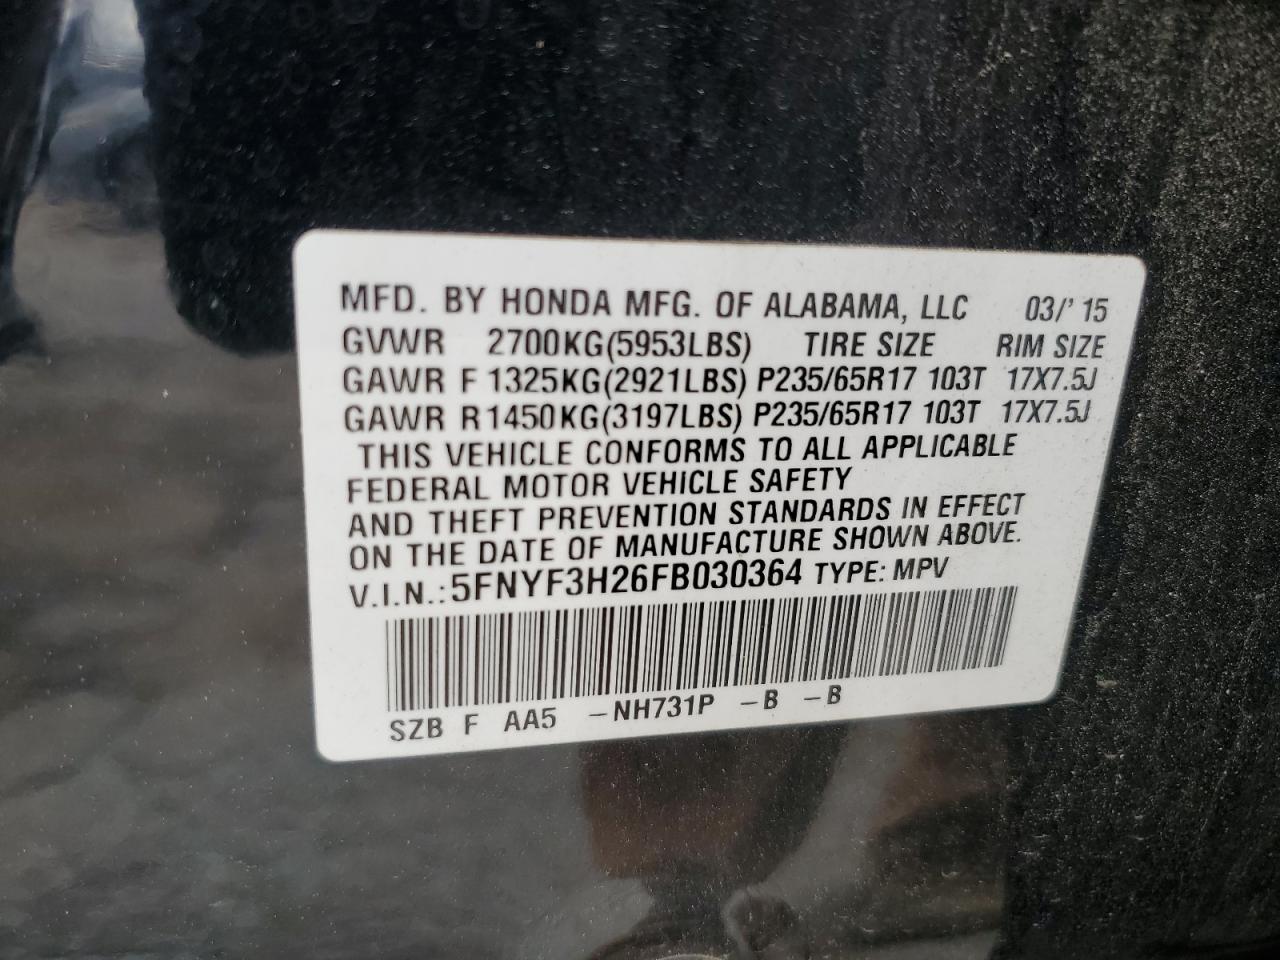 MFD. BY HONDA MFG. OF ALABAMA, LLC 03/'15
GVWR 2700KG(5953LBS) TIRE SIZE RIM SIZE
GAWR F 1325KG(2921LBS) P235/65R17 103T 17X7.5J
GAWR R1450KG(3197LBS) P235/65R17 103T 17X7.5J
THIS VEHICLE CONFORMS TO ALL APPLICABLE
FEDERAL MOTOR VEHICLE SAFETY
AND THEFT PREVENTION STANDARDS IN EFFECT
ON THE DATE OF MANUFACTURE SHOWN ABOVE.
V.I.N.:5FNYF3H26FB030364 TYPE: MPV
SZB F AA5 -NH731P -B -B